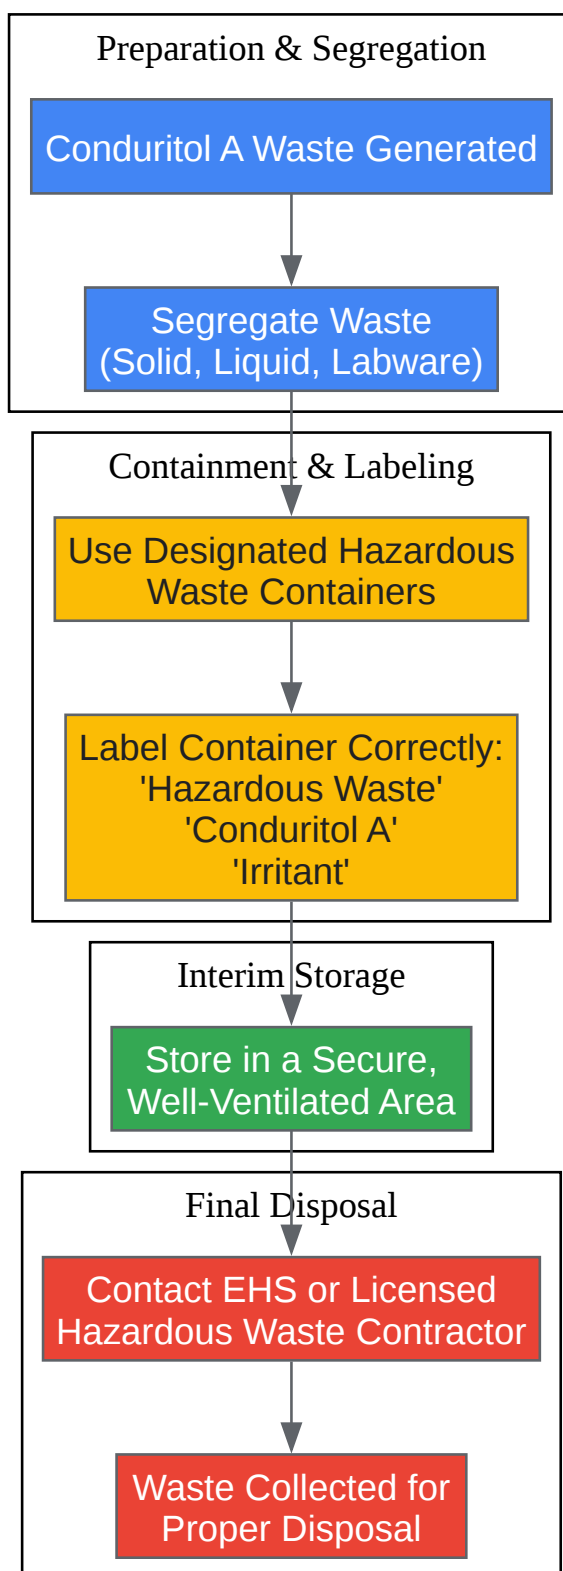 Preparation & Segregation
Conduritol A Waste Generated
Segregate Waste
(Solid, Liquid, Labware)
Containment & Labeling
Use Designated Hazardous
Waste Containers
Label Container Correctly:
'Hazardous Waste'
'Conduritol A'
'Irritant'
Interim Storage
Store in a Secure,
Well-Ventilated Area
Final Disposal
Contact EHS or Licensed
Hazardous Waste Contractor
Waste Collected for
Proper Disposal